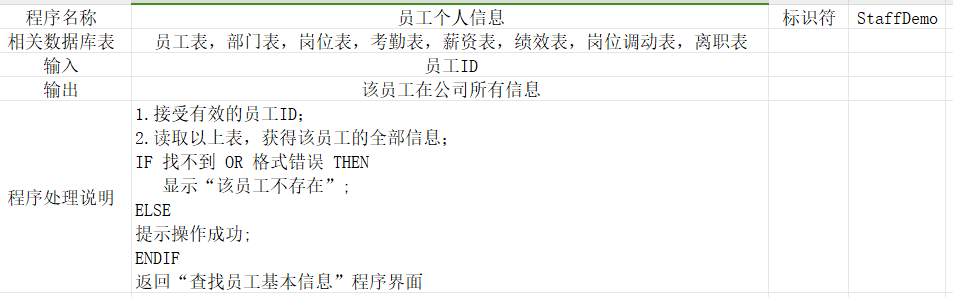 程序名称 员工个人信息 标识符 StaffDemo
相关数据库表 员工表，部门表，岗位表，考勤表，薪资表，绩效表，岗位调动表，离职表
输入 员工ID
输出 该员工在公司所有信息
程序处理说明
1.接受有效的员工ID；
2.读取以上表，获得该员工的全部信息；
IF 找不到 OR 格式错误 THEN
显示“该员工不存在”；
ELSE
提示操作成功；
ENDIF
返回“查找员工基本信息”程序界面